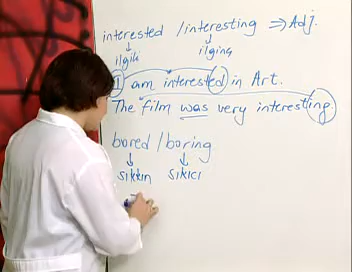 interested / interesting ⇒ Adj.
ilgili ilginç
I am interested in Art.
The film was very interesting.
bored / boring
sıkkın sıkıcı